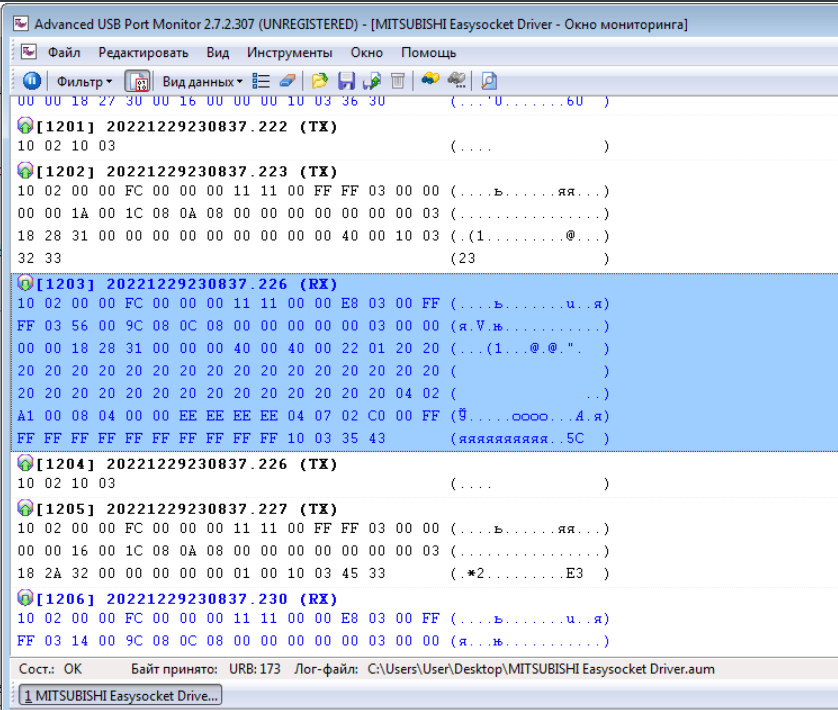 Advanced USB Port Monitor 2.7.2.307 (UNREGISTERED) - [MITSUBISHI Easysocket Driver - Окно мониторинга]
Файл Редактировать Вид Инструменты Окно Помощь
Фильтр Вид данных
00 00 18 27 30 00 16 00 00 00 10 03 36 30 (...'0.......60 )
[1201] 20221229230837.222 (TX)
10 02 10 03 (.... )
[1202] 20221229230837.223 (TX)
10 02 00 00 FC 00 00 00 11 11 00 FF FF 03 00 00 (....ь......яя...)
00 00 1A 00 1C 08 0A 08 00 00 00 00 00 00 00 03 (................)
18 28 31 00 00 00 00 00 00 00 00 00 40 00 10 03 (.(1.........@...)
32 33 (23 )
[1203] 20221229230837.226 (RX)
10 02 00 00 FC 00 00 00 11 11 00 00 E8 03 00 FF (....ь.......и..я)
FF 03 56 00 9C 08 0C 08 00 00 00 00 00 03 00 00 (я.V.њ...........)
00 00 18 28 31 00 00 00 40 00 40 00 22 01 20 20 (...(1...@.@.". )
20 20 20 20 20 20 20 20 20 20 20 20 20 20 20 20 ( )
20 20 20 20 20 20 20 20 20 20 20 20 20 20 04 02 ( ..)
A1 00 08 04 00 00 EE EE EE EE 04 07 02 C0 00 FF (Ў.....оооо...А.я)
FF FF FF FF FF FF FF FF FF FF 10 03 35 43 (яяяяяяяяяя..5C )
[1204] 20221229230837.226 (TX)
10 02 10 03 (.... )
[1205] 20221229230837.227 (TX)
10 02 00 00 FC 00 00 00 11 11 00 FF FF 03 00 00 (....ь......яя...)
00 00 16 00 1C 08 0A 08 00 00 00 00 00 00 00 03 (................)
18 2A 32 00 00 00 00 00 01 00 10 03 45 33 (.*2.........E3 )
[1206] 20221229230837.230 (RX)
10 02 00 00 FC 00 00 00 11 11 00 00 E8 03 00 FF (....ь.......и..я)
FF 03 14 00 9C 08 0C 08 00 00 00 00 00 03 00 00 (я...њ...........)
Сост.: OK Байт принято: URB: 173 Лог-файл: C:\Users\User\Desktop\MITSUBISHI Easysocket Driver.aum
1 MITSUBISHI Easysocket Drive...